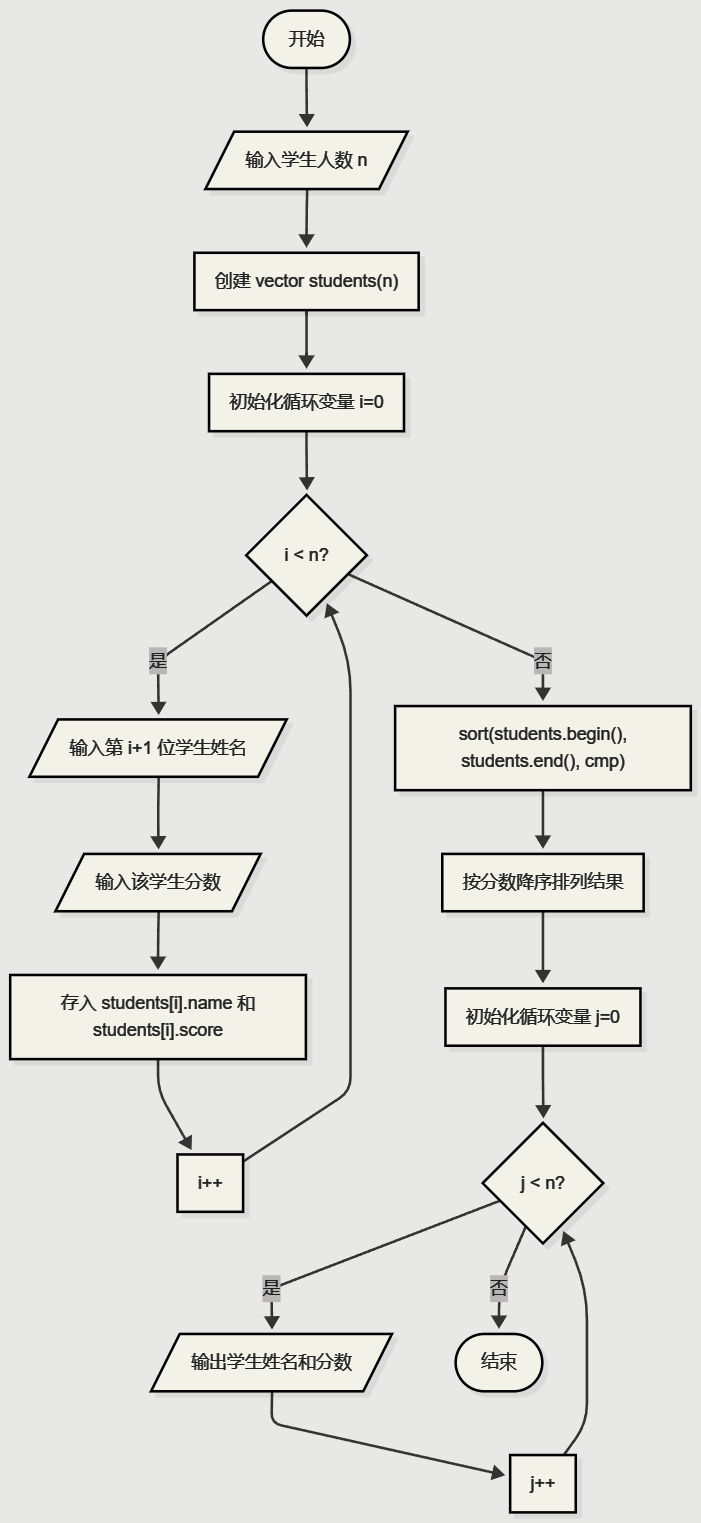 开始
输入学生人数 n
创建 vector students(n)
初始化循环变量 i=0
i < n?
是
否
输入第 i+1 位学生姓名
sort(students.begin(),
students.end(), cmp)
输入该学生分数
按分数降序排列结果
存入 students[i].name 和
students[i].score
初始化循环变量 j=0
i++
j < n?
是
否
输出学生姓名和分数
结束
j++